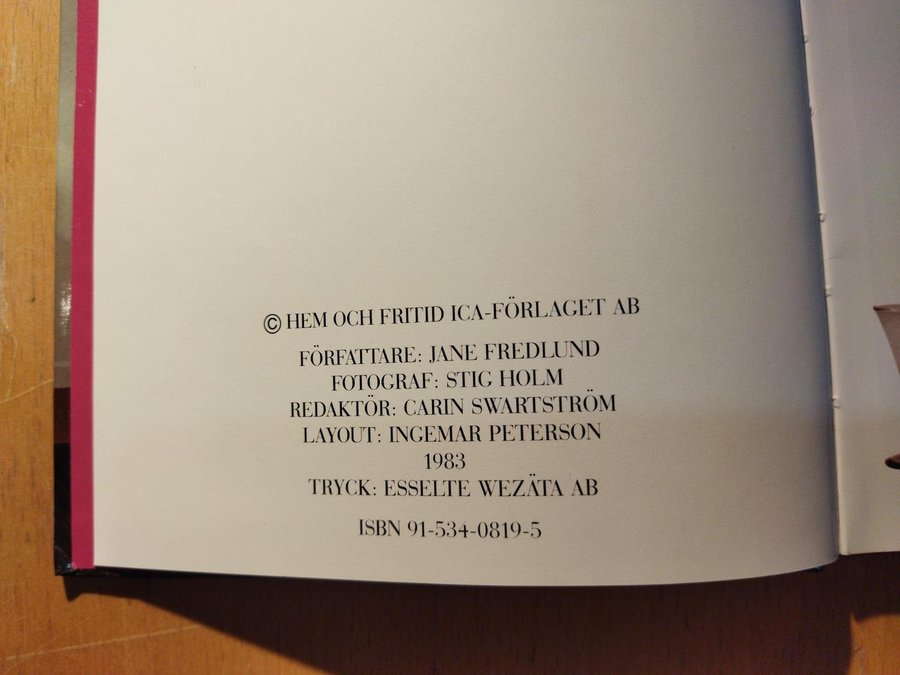 © HEM OCH FRITID ICA-FÖRLAGET AB
FÖRFATTARE: JANE FREDLUND
FOTOGRAF: STIG HOLM
REDAKTÖR: CARIN SWARTSTRÖM
LAYOUT: INGEMAR PETERSON
1983
TRYCK: ESSELTE WEZÄTA AB
ISBN 91-534-0819-5